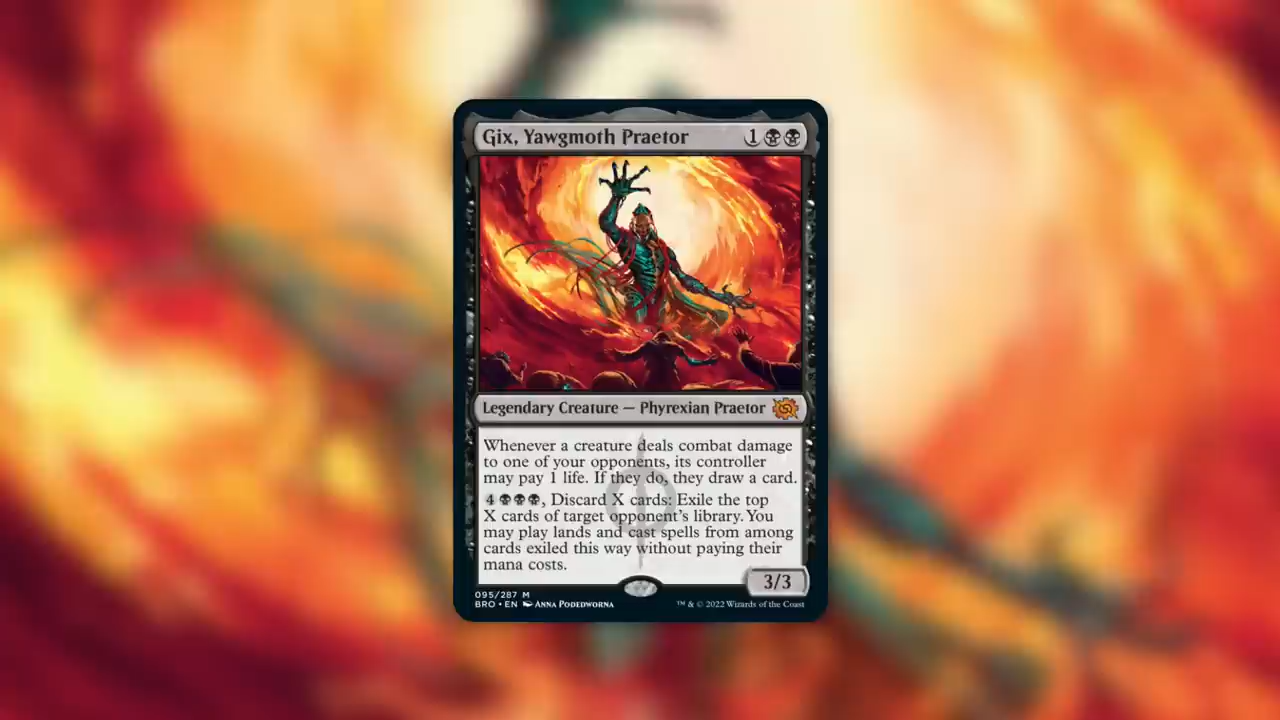 Gix, Yawgmoth Praetor 1
Legendary Creature — Phyrexian Praetor
Whenever a creature deals combat damage
to one of your opponents, its controller
may pay 1 life. If they do, they draw a card.
4, Discard X cards: Exile the top
X cards of target opponent's library. You
may play lands and cast spells from among
cards exiled this way without paying their
mana costs.
3/3
095/287 M
BRO • EN Anna Podedworna
™ & © 2022 Wizards of the Coast